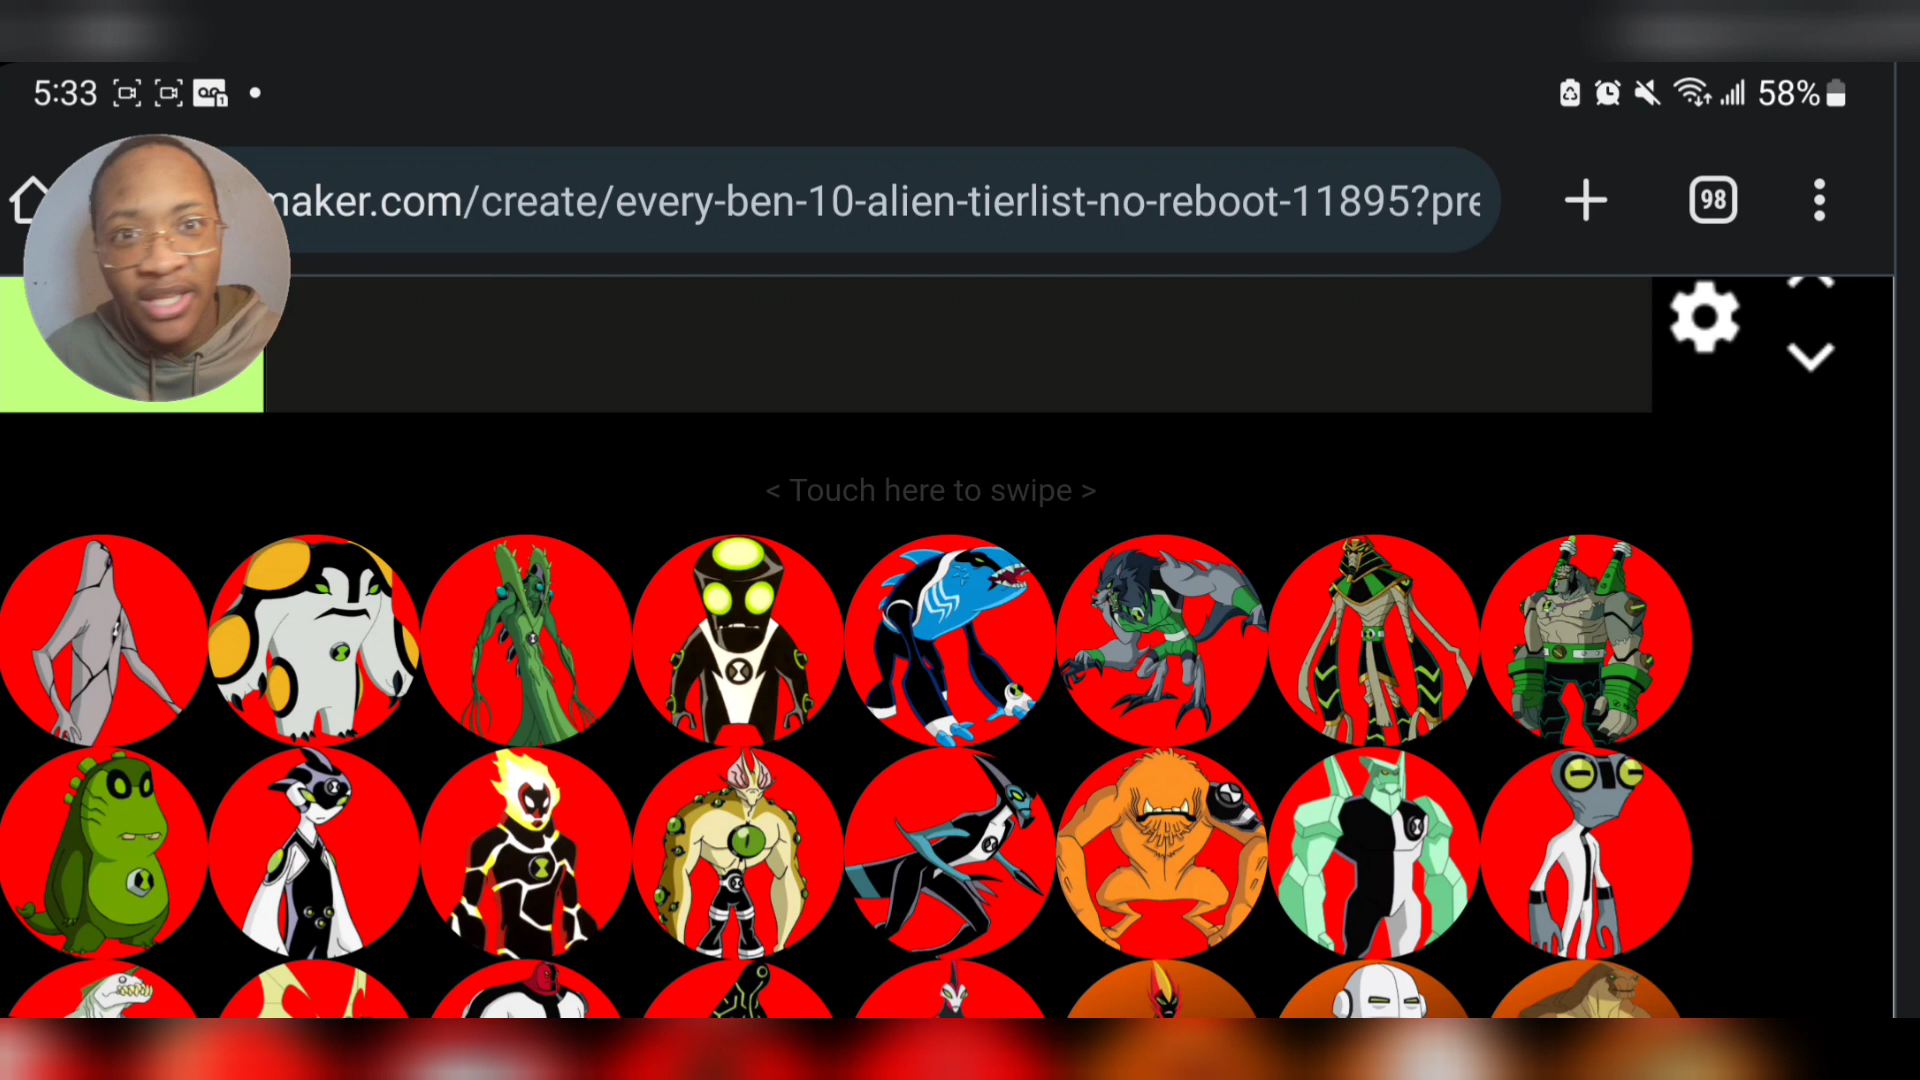 5:33
58%
maker.com/create/every-ben-10-alien-tierlist-no-reboot-11895?pre
98
< Touch here to swipe >